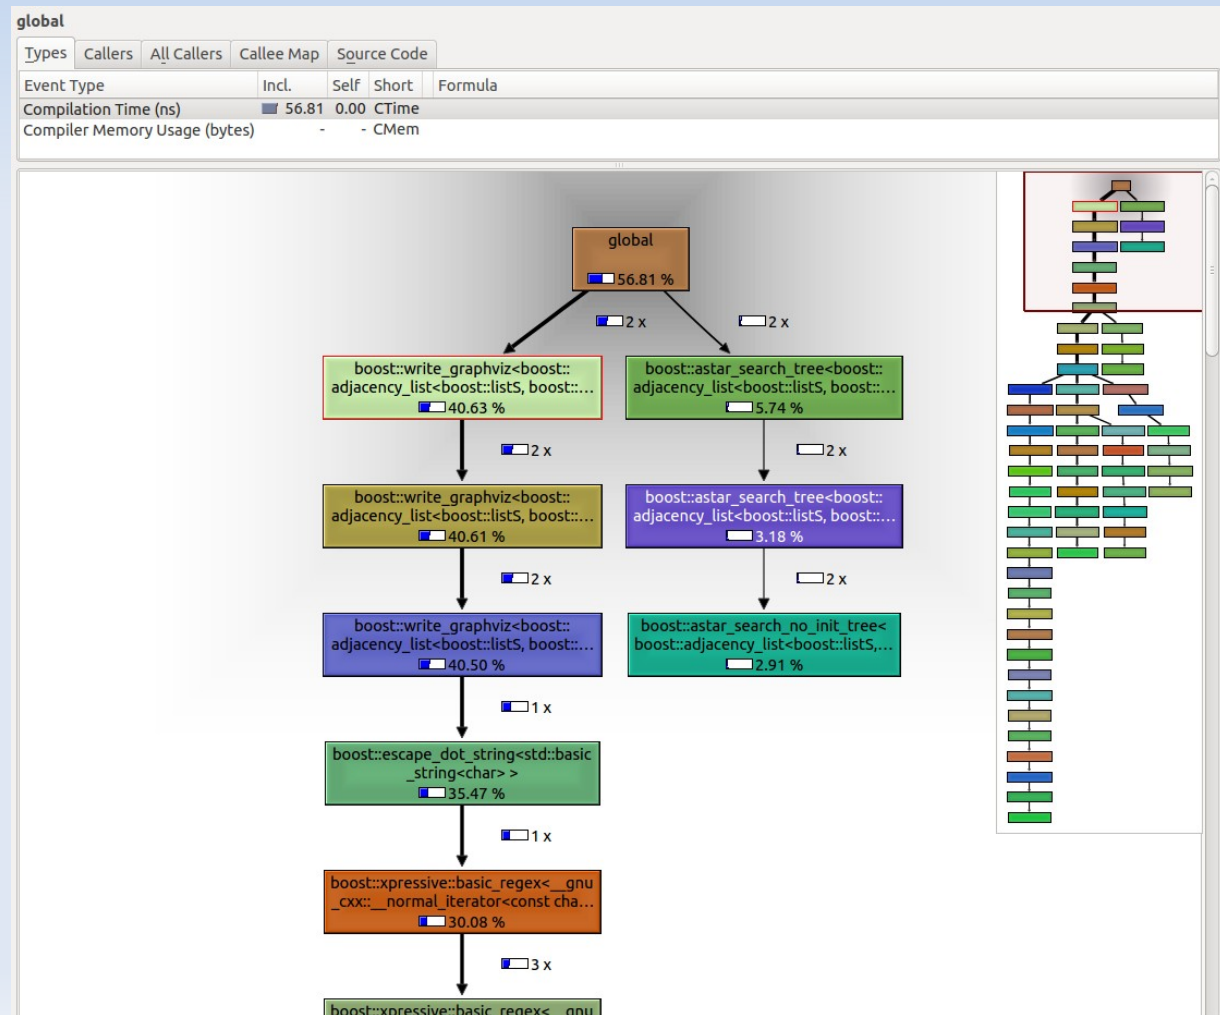 global
Types Callers All Callers Callee Map Source Code
Event Type Incl. Self Short Formula
Compilation Time (ns) 56.81 0.00 CTime
Compiler Memory Usage (bytes) - - CMem
global
56.81 %
2 x 2 x
boost::write_graphviz<boost::
adjacency_list<boost::listS, boost::...
40.63 %
boost::astar_search_tree<boost::
adjacency_list<boost::listS, boost::...
5.74 %
2 x 2 x
boost::write_graphviz<boost::
adjacency_list<boost::listS, boost::...
40.61 %
boost::astar_search_tree<boost::
adjacency_list<boost::listS, boost::...
3.18 %
2 x 2 x
boost::write_graphviz<boost::
adjacency_list<boost::listS, boost::...
40.50 %
boost::astar_search_no_init_tree<
boost::adjacency_list<boost::listS,...
2.91 %
1 x
boost::escape_dot_string<std::basic
_string<char> >
35.47 %
1 x
boost::xpressive::basic_regex<__gnu
_cxx::__normal_iterator<const cha...
30.08 %
3 x
boost::xpressive::basic_regex<__gnu